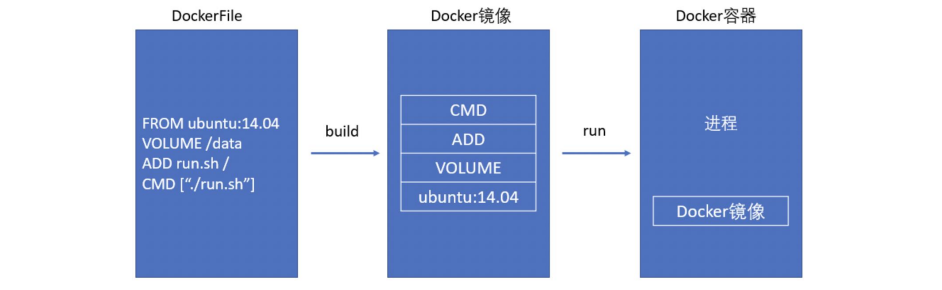 DockerFile
FROM ubuntu:14.04
VOLUME /data
ADD run.sh /
CMD [“./run.sh”]
build
Docker镜像
CMD
ADD
VOLUME
ubuntu:14.04
run
Docker容器
进程
Docker镜像